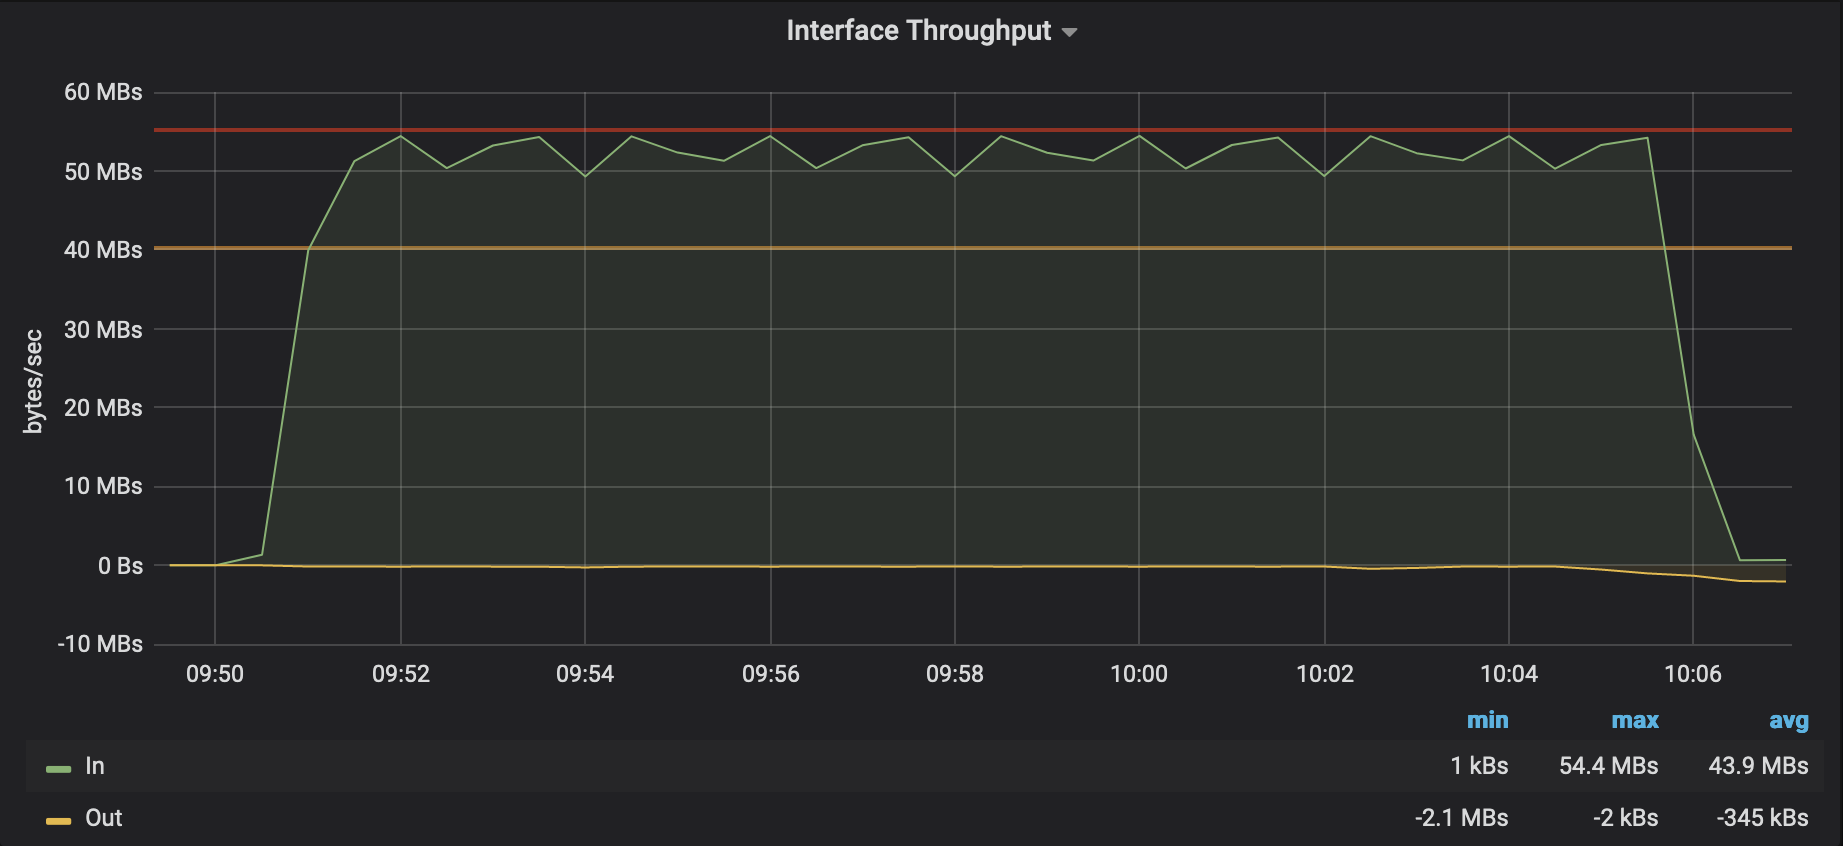 Interface Throughput
60 MBs
50 MBs
40 MBs
30 MBs
20 MBs
10 MBs
0 Bs
-10 MBs
bytes/sec
09:50 09:52 09:54 09:56 09:58 10:00 10:02 10:04 10:06
min max avg
In 1 kBs 54.4 MBs 43.9 MBs
Out -2.1 MBs -2 kBs -345 kBs